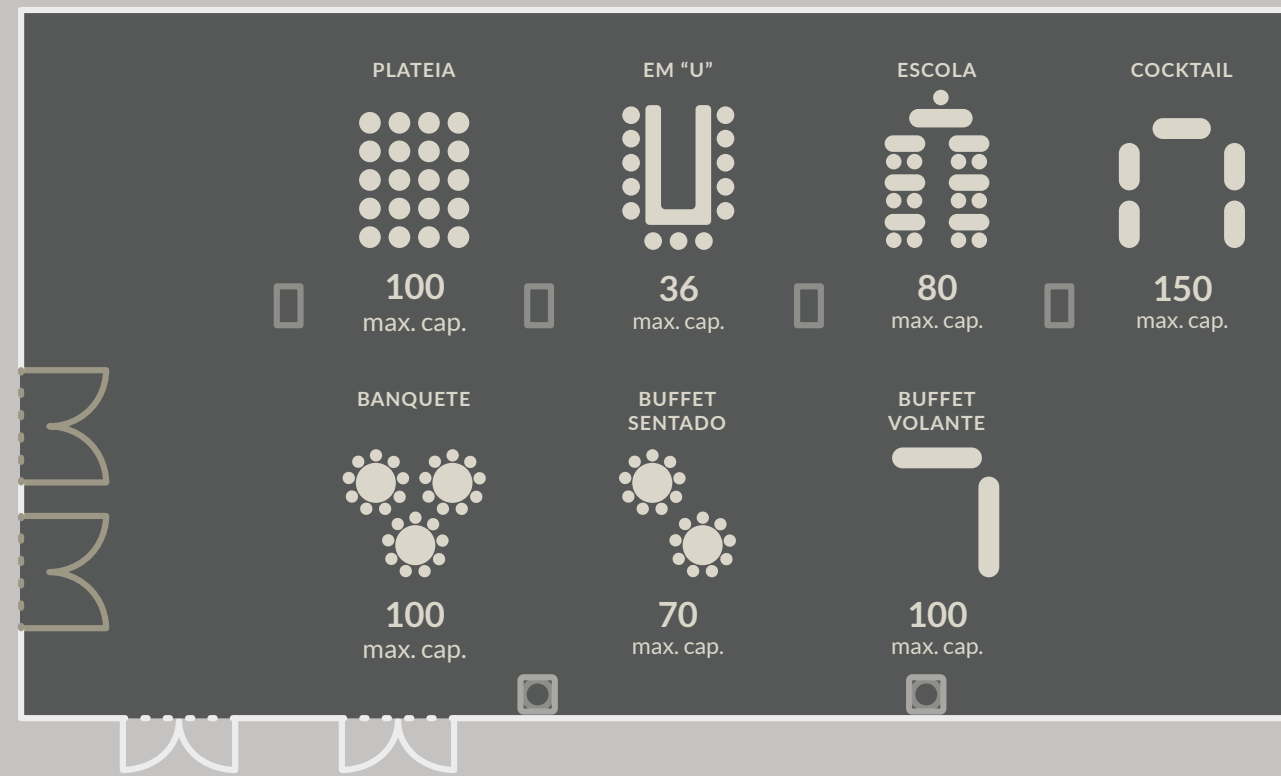 PLATEIA
100
max. cap.
EM “U”
36
max. cap.
ESCOLA
80
max. cap.
COCKTAIL
150
max. cap.
BANQUETE
100
max. cap.
BUFFET
SENTADO
70
max. cap.
BUFFET
VOLANTE
100
max. cap.